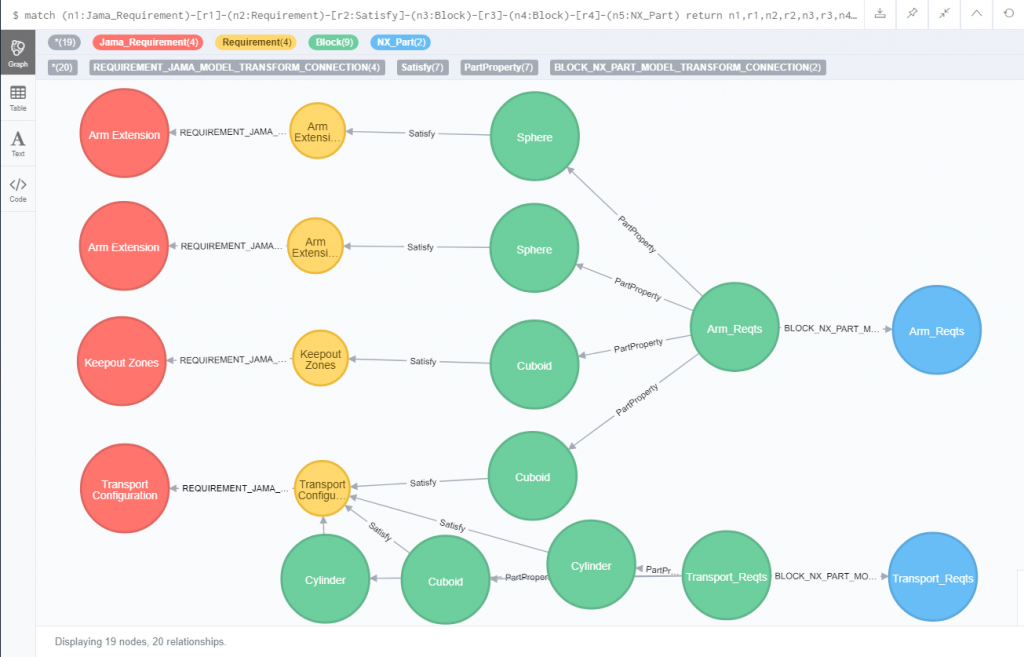 $ match (n1:Jama_Requirement)-[r1]-(n2:Requirement)-[r2:Satisfy]-(n3:Block)-[r3]-(n4:Block)-[r4]-(n5:NX_Part) return n1,r1,n2,r2,n3,r3,n4…
Graph
Table
Text
Code
*(19) Jama_Requirement(4) Requirement(4) Block(9) NX_Part(2)
*(20) REQUIREMENT_JAMA_MODEL_TRANSFORM_CONNECTION(4) Satisfy(7) PartProperty(7) BLOCK_NX_PART_MODEL_TRANSFORM_CONNECTION(2)
Arm Extension
REQUIREMENT_JAMA_…
Arm
Extensi…
Satisfy
Sphere
PartProperty
Arm Extension
REQUIREMENT_JAMA…
Arm
Extensi…
Satisfy
Sphere
PartProperty
Arm_Reqts
BLOCK_NX_PART_M…
Arm_Reqts
Keepout Zones
REQUIREMENT_JAMA_…
Keepout
Zones
Satisfy
Cuboid
PartProperty
PartProperty
Transport
Configuration
REQUIREMENT_JAMA_…
Transport
Configu…
Satisfy
Cuboid
Satisfy
Satisfy
Cylinder
Cuboid
PartProper
Cylinder
PartPr…
Transport_Reqts
BLOCK_NX_PART_MO…
Transport_Reqts
Displaying 19 nodes, 20 relationships.